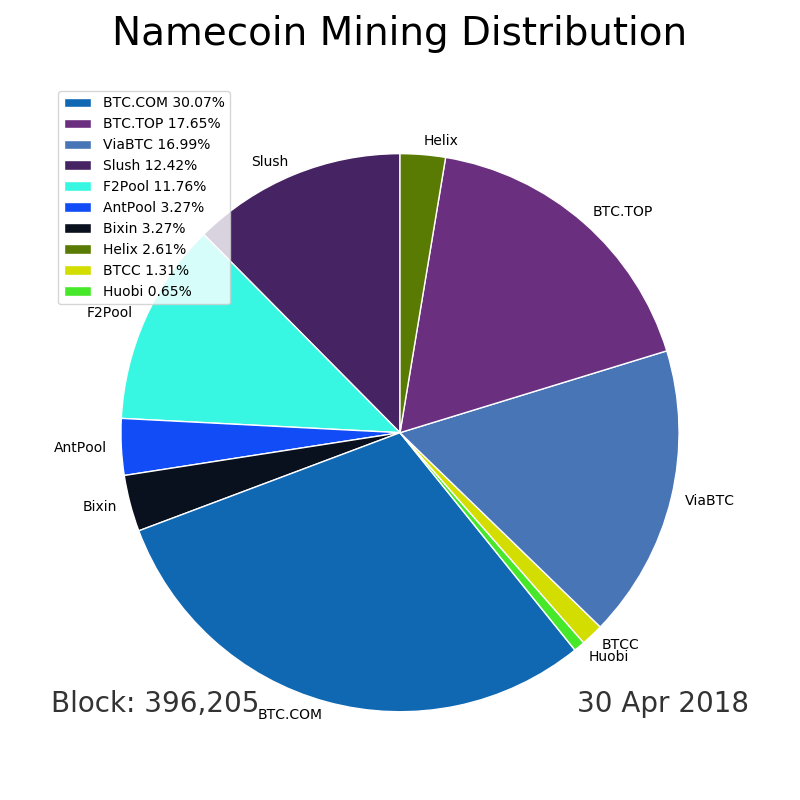 Namecoin Mining Distribution
BTC.COM 30.07%
BTC.TOP 17.65%
ViaBTC 16.99%
Slush 12.42%
F2Pool 11.76%
AntPool 3.27%
Bixin 3.27%
Helix 2.61%
BTCC 1.31%
Huobi 0.65%
Helix
Slush
BTC.TOP
F2Pool
AntPool
ViaBTC
Bixin
BTCC
Huobi
BTC.COM
Block: 396,205
30 Apr 2018